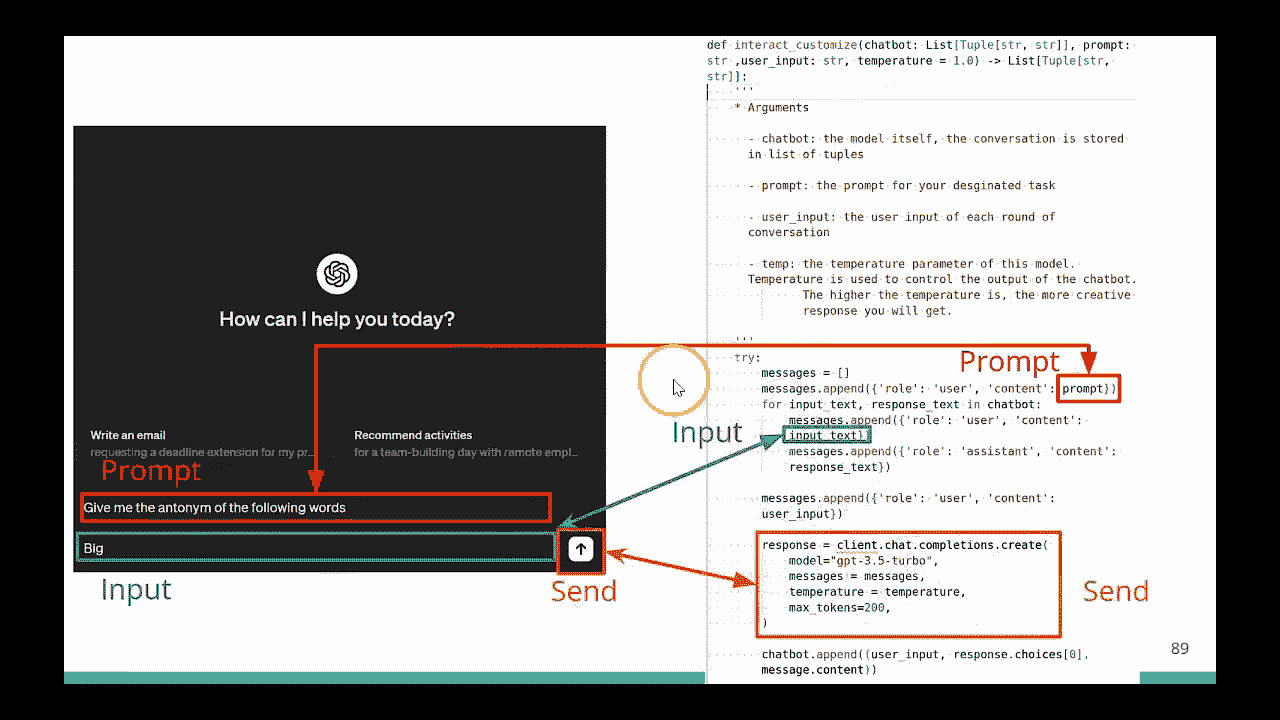 How can I help you today?
Write an email
requesting a deadline extension for my pr...
Recommend activities
for a team-building day with remote empl...
Prompt
Give me the antonym of the following words
Big
Input
Send
def interact_customize(chatbot: List[Tuple[str, str]], prompt:
str ,user_input: str, temperature = 1.0) -> List[Tuple[str,
str]]:
'''
* Arguments
- chatbot: the model itself, the conversation is stored
in list of tuples
- prompt: the prompt for your desginated task
- user_input: the user input of each round of
conversation
- temp: the temperature parameter of this model.
Temperature is used to control the output of the chatbot.
The higher the temperature is, the more creative
response you will get.
'''
try:
Prompt
messages = []
messages.append({'role': 'user', 'content': prompt})
for input_text, response_text in chatbot:
messages.append({'role': 'user', 'content':
Input
input_text})
messages.append({'role': 'assistant', 'content':
response_text})
messages.append({'role': 'user', 'content':
user_input})
response = client.chat.completions.create(
model="gpt-3.5-turbo",
messages = messages,
temperature = temperature,
max_tokens=200,
)
Send
chatbot.append((user_input, response.choices[0].
message.content))
89